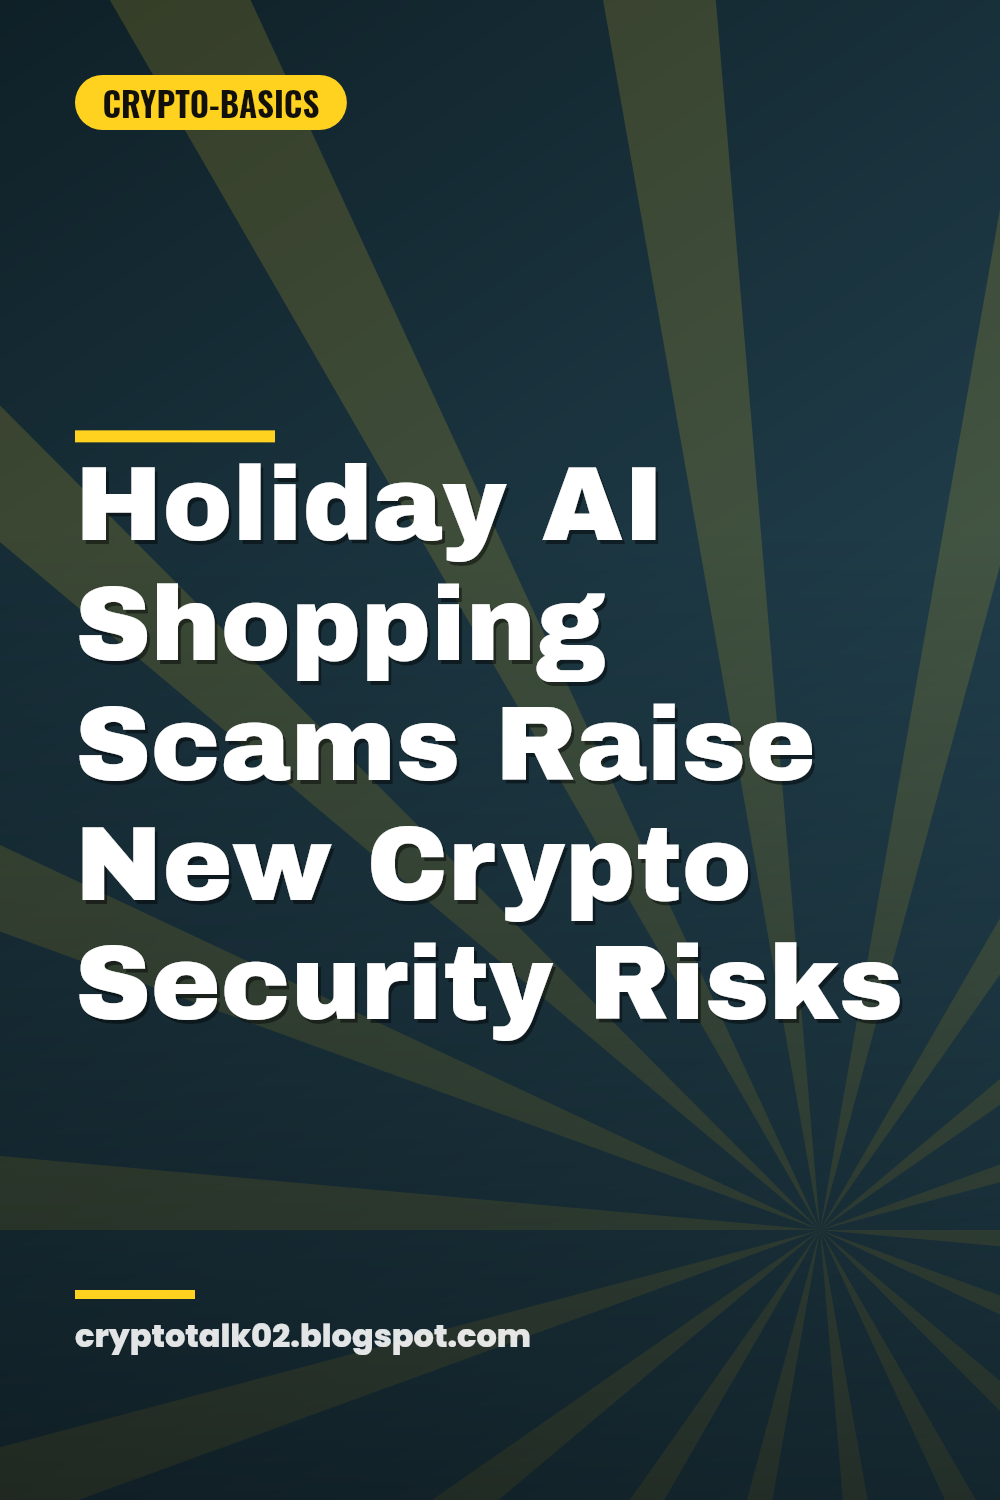 CRYPTO-BASICS
Holiday AI
Shopping
Scams Raise
New Crypto
Security Risks
cryptotalk02.blogspot.com